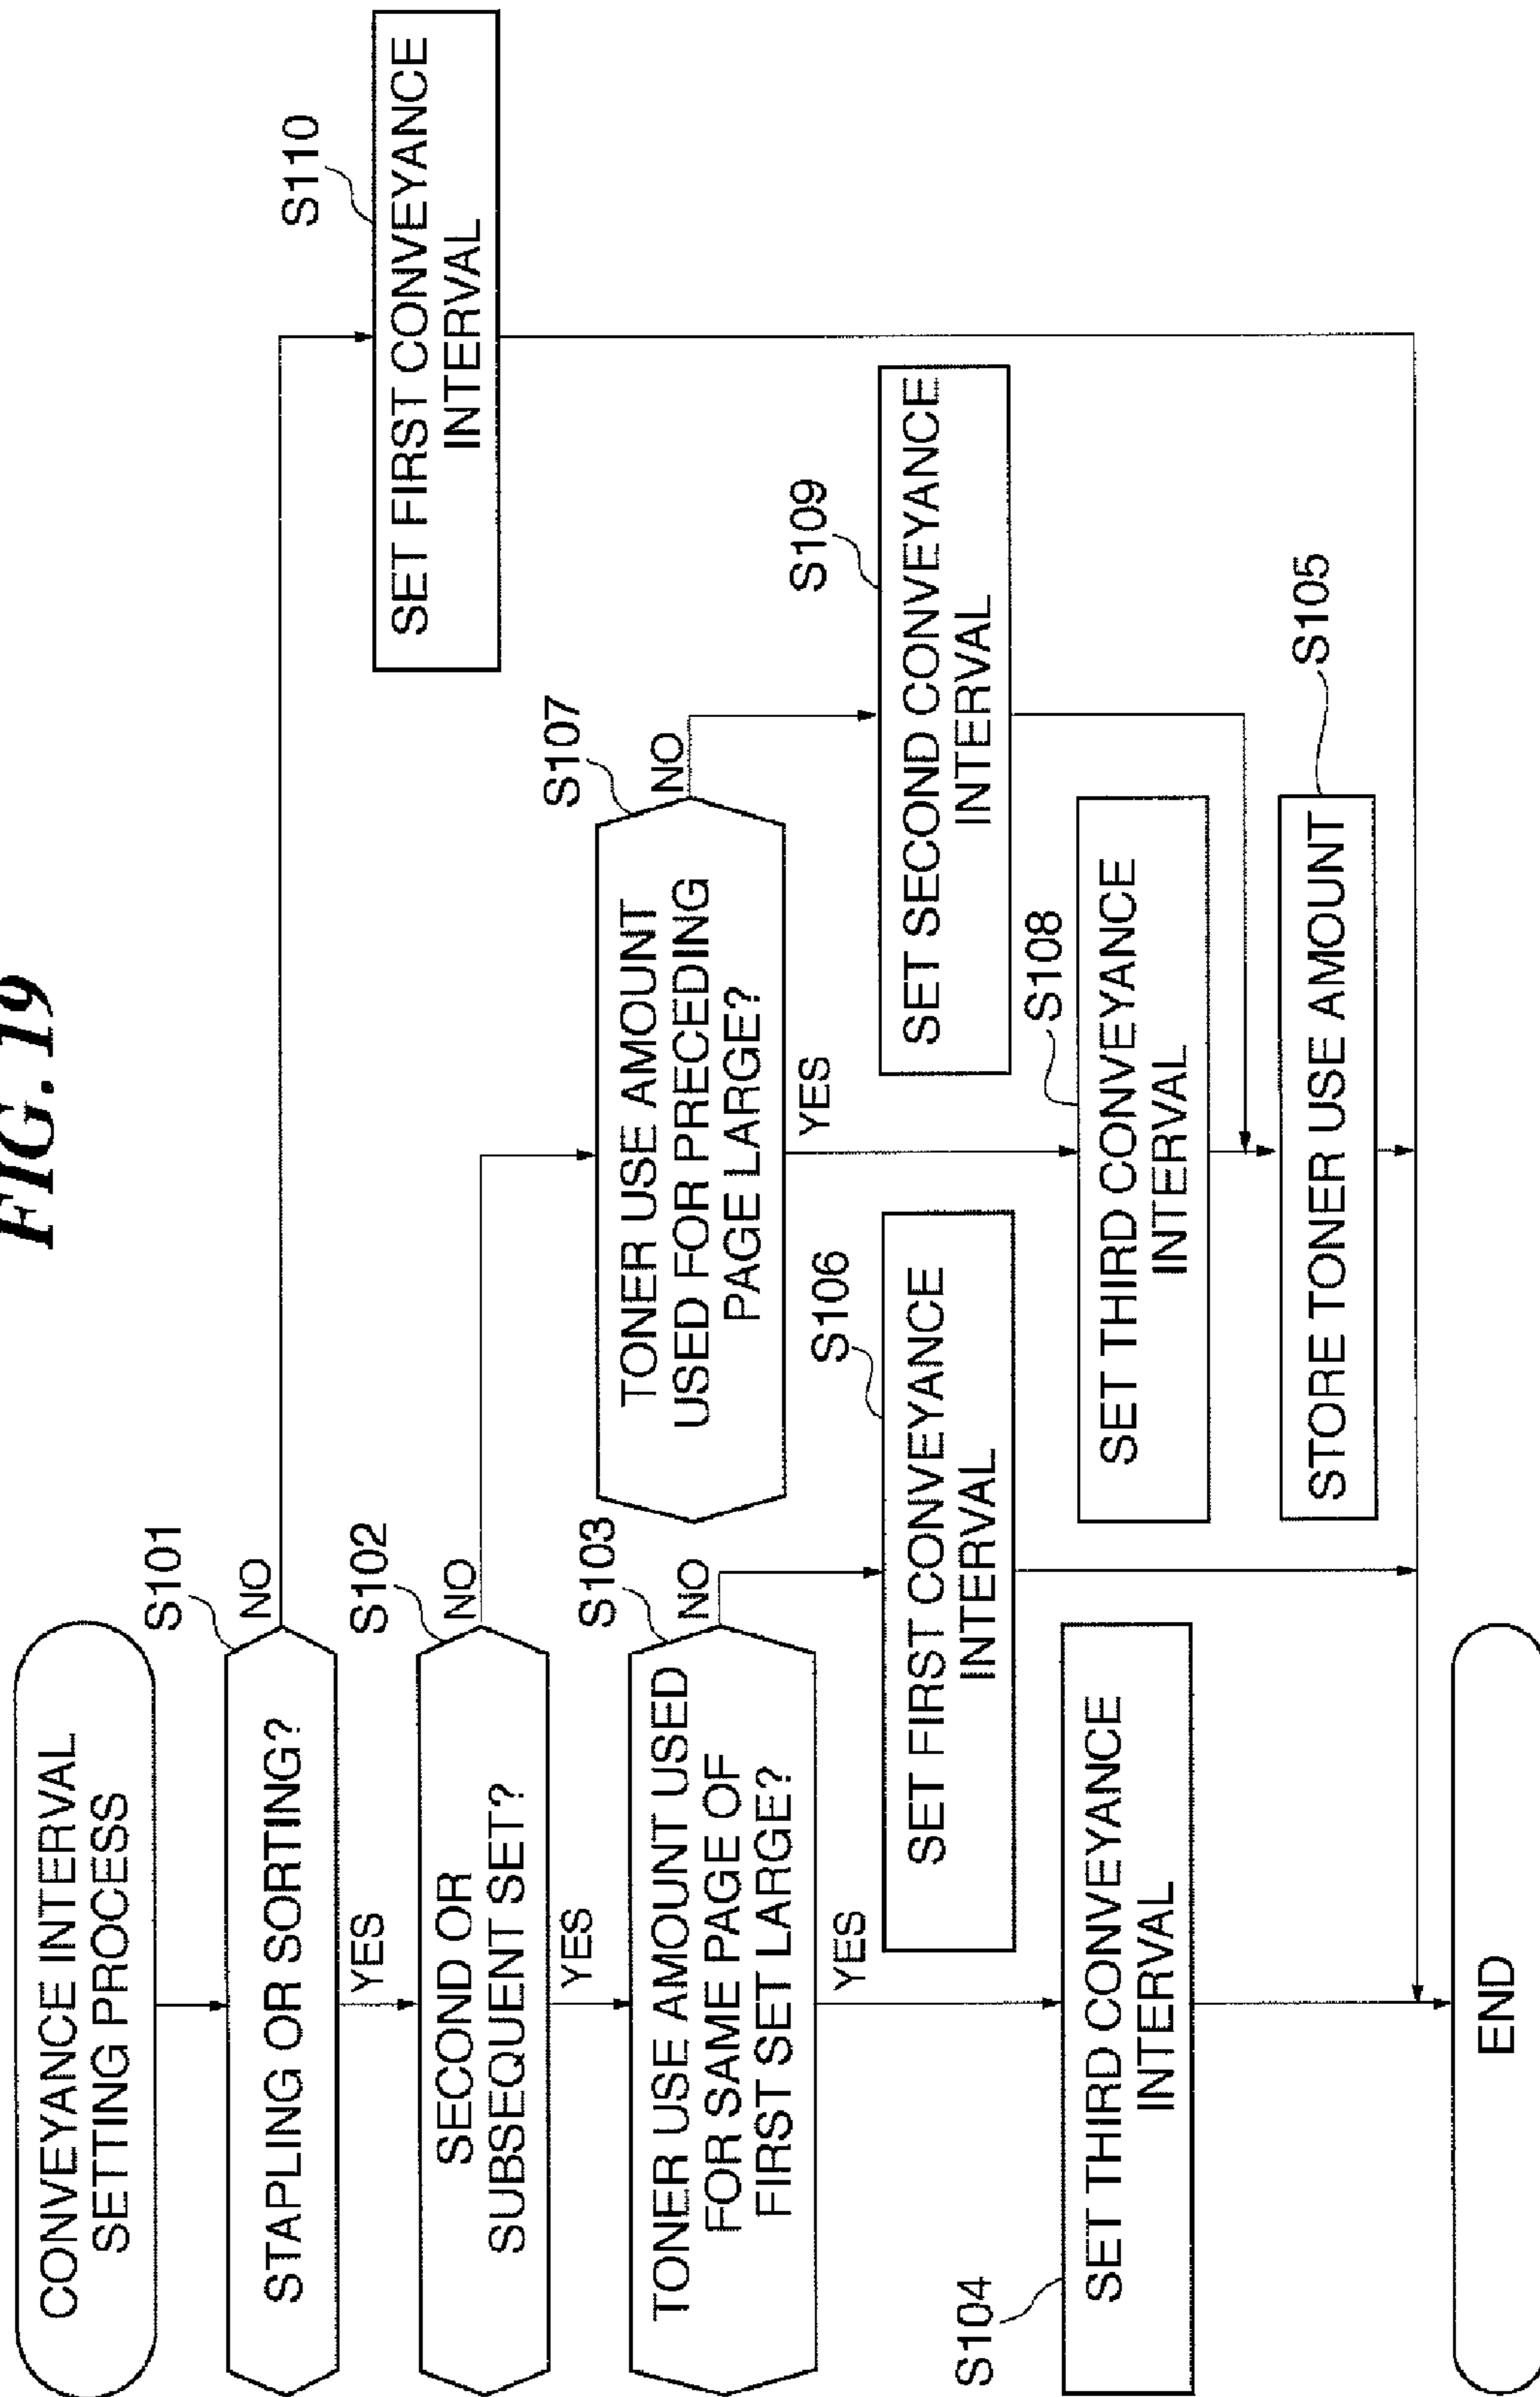 FIG. 19
CONVEYANCE INTERVAL
SETTING PROCESS
S101
STAPLING OR SORTING?
NO
YES
S102
SECOND OR
SUBSEQUENT SET?
NO
YES
S103
TONER USE AMOUNT USED
FOR SAME PAGE OF
FIRST SET LARGE?
NO
YES
S104
SET THIRD CONVEYANCE
INTERVAL
S106
SET FIRST CONVEYANCE
INTERVAL
S107
TONER USE AMOUNT
USED FOR PRECEDING
PAGE LARGE?
NO
YES
S108
SET THIRD CONVEYANCE
INTERVAL
S109
SET SECOND CONVEYANCE
INTERVAL
S105
STORE TONER USE AMOUNT
S110
SET FIRST CONVEYANCE
INTERVAL
END